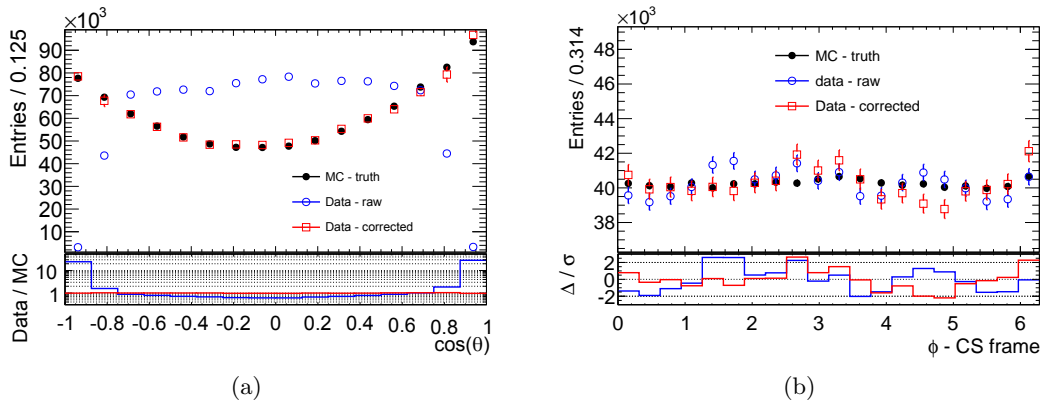 ×10³
Entries / 0.125
90
80
70
60
50
40
30
20
10
MC - truth
Data - raw
Data - corrected
Data / MC
10
1
-1 -0.8 -0.6 -0.4 -0.2 0 0.2 0.4 0.6 0.8 1
cos(θ)
(a)
×10³
Entries / 0.314
48
46
44
42
40
38
MC - truth
data - raw
Data - corrected
Δ / σ
2
0
-2
0 1 2 3 4 5 6
ϕ - CS frame
(b)